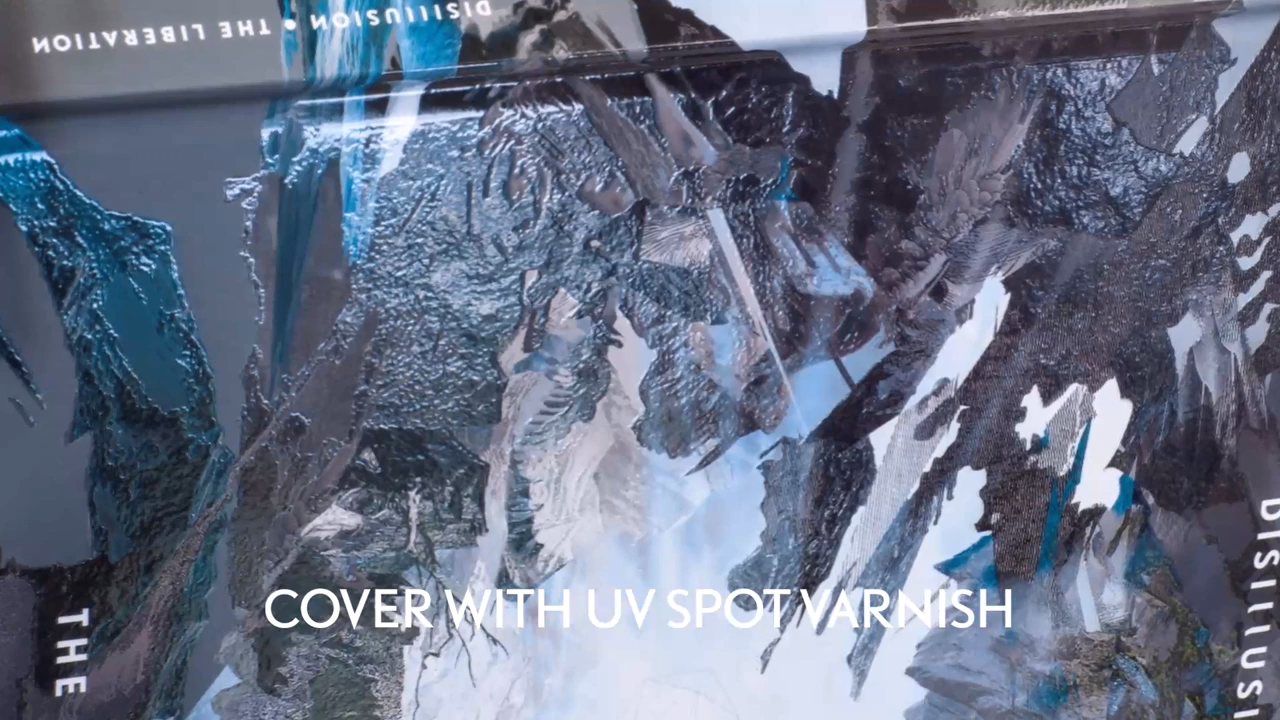 DISILLUSION • THE LIBERATION
COVER WITH UV SPOT VARNISH
THE
DISILLUSI